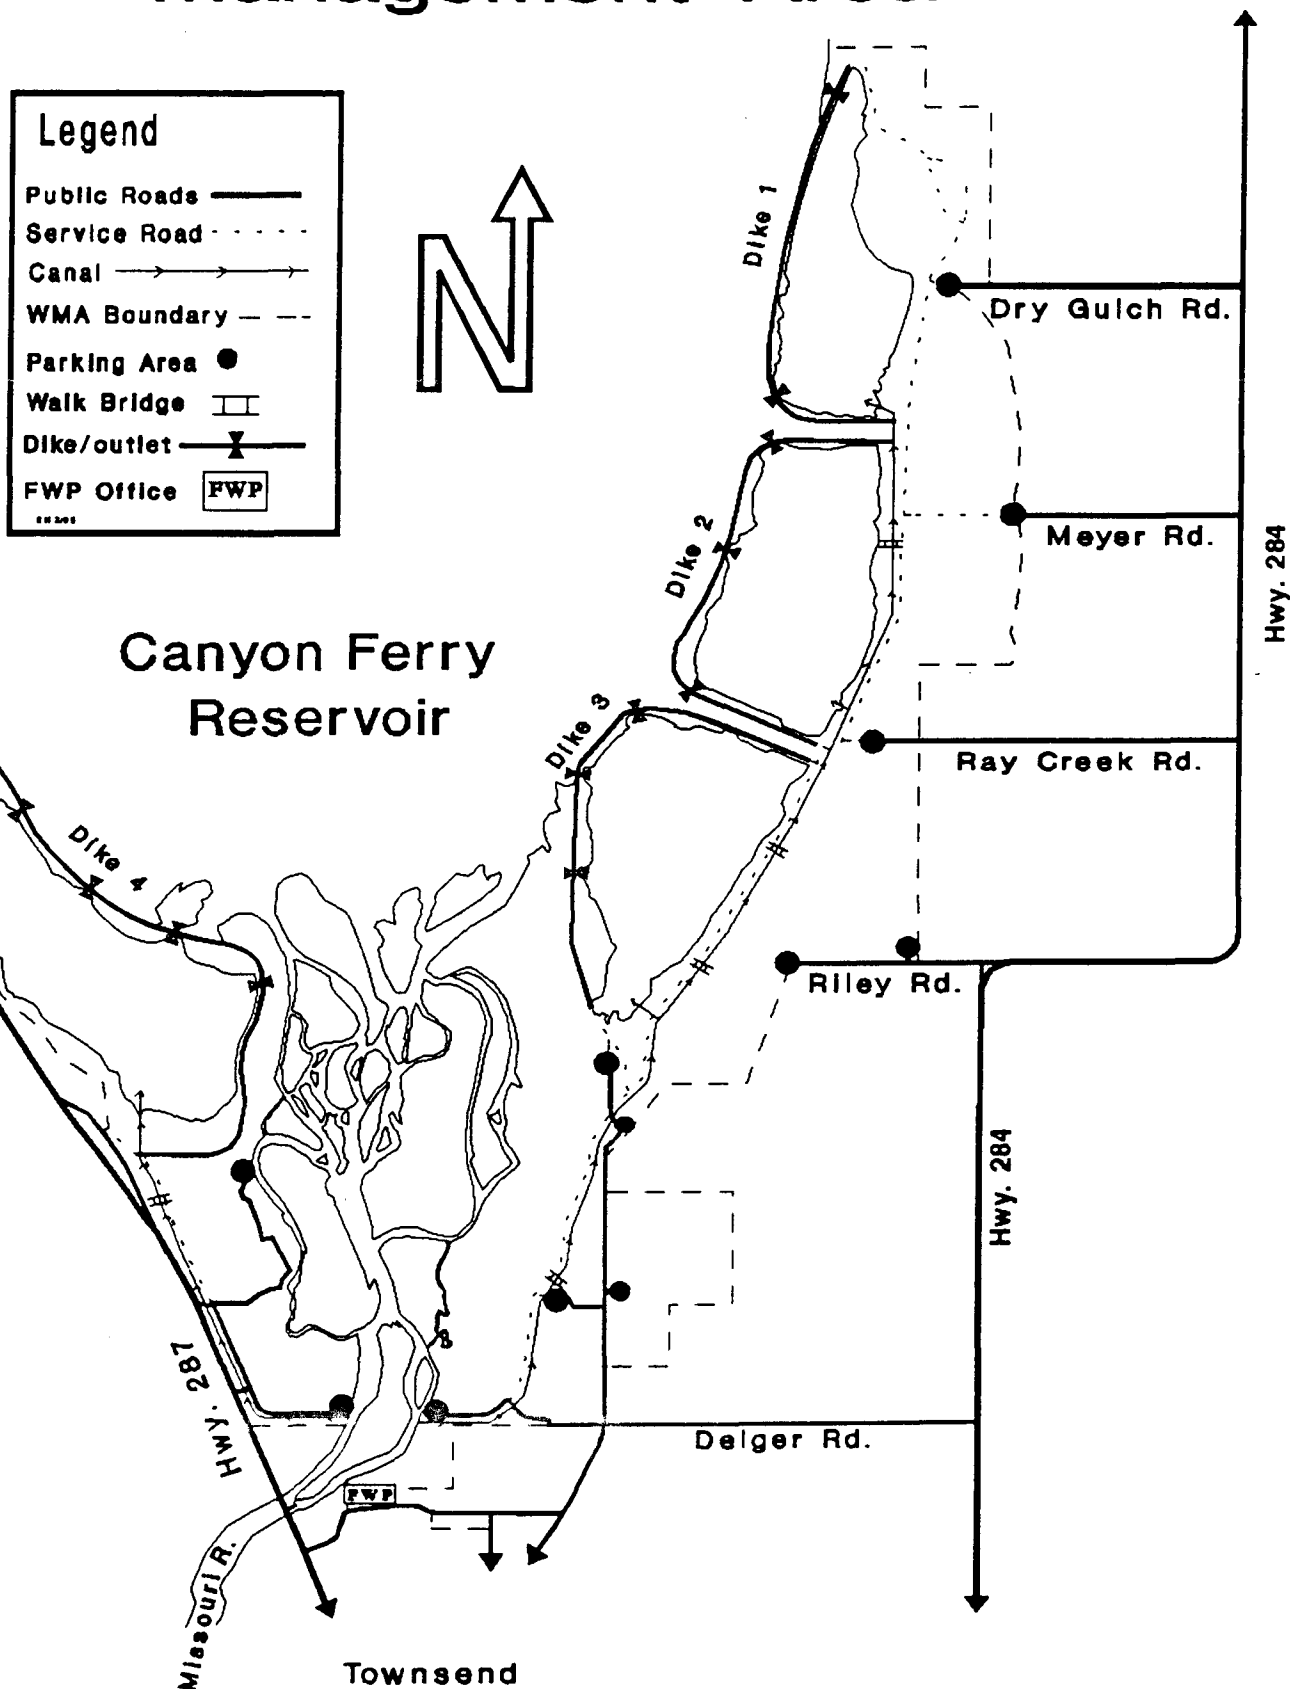 Management Area
Legend
Public Roads
Service Road
Canal
WMA Boundary
Parking Area
Walk Bridge
Dike/outlet
FWP Office FWP
N
Dike 1
Dry Gulch Rd.
Dike 2
Meyer Rd.
Hwy. 284
Canyon Ferry
Reservoir
Dike 3
Ray Creek Rd.
Dike 4
Riley Rd.
Hwy. 284
Hwy. 287
Delger Rd.
FWP
Missouri R.
Townsend